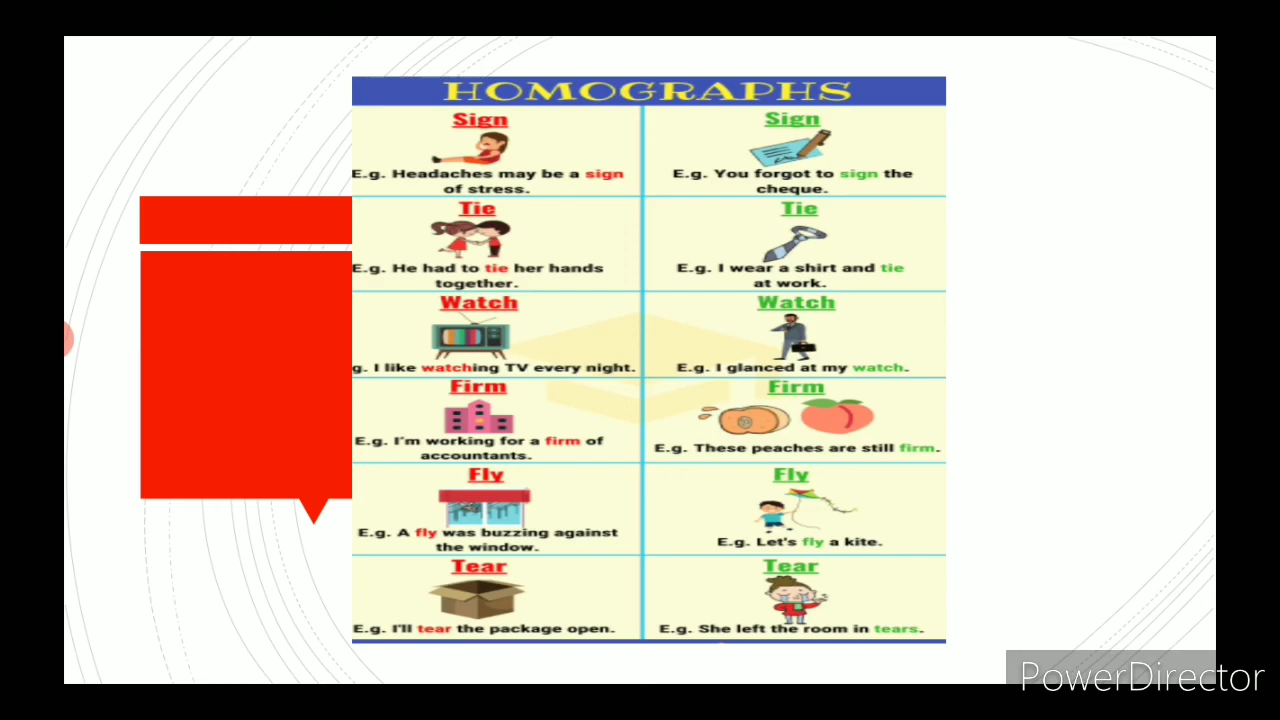 HOMOGRAPHS
Sign
E.g. Headaches may be a sign
of stress.
Sign
E.g. You forgot to sign the
cheque.
Tie
E.g. He had to tie her hands
together.
Tie
E.g. I wear a shirt and tie
at work.
Watch
g. I like watching TV every night.
Watch
E.g. I glanced at my watch.
Firm
E.g. I'm working for a firm of
accountants.
Firm
E.g. These peaches are still firm.
Fly
E.g. A fly was buzzing against
the window.
Fly
E.g. Let's fly a kite.
Tear
E.g. I'll tear the package open.
Tear
E.g. She left the room in tears.
PowerDirector